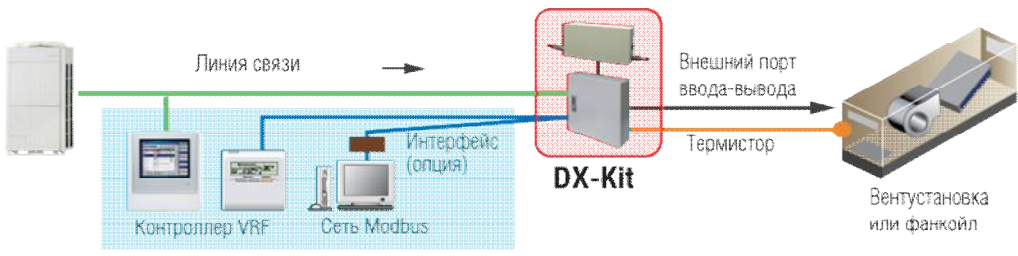 Линия связи
Внешний порт
ввода-вывода
Интерфейс
(опция)
Термистор
DX-Kit
Контроллер VRF
Сеть Modbus
Вентустановка
или фанкойл